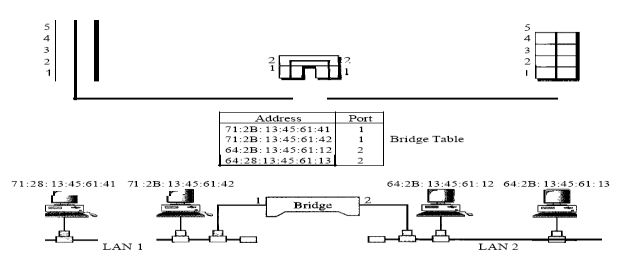 5
4
3
2
1
2 2
1 1
5
4
3
2
1
Address Port
71:2B:13:45:61:41 1
71:2B:13:45:61:42 1
64:2B:13:45:61:12 2
64:28:13:45:61:13 2
Bridge Table
71:28:13:45:61:41 71:2B:13:45:61:42 64:2B:13:45:61:12 64:2B:13:45:61:13
1 Bridge 2
LAN 1 LAN 2